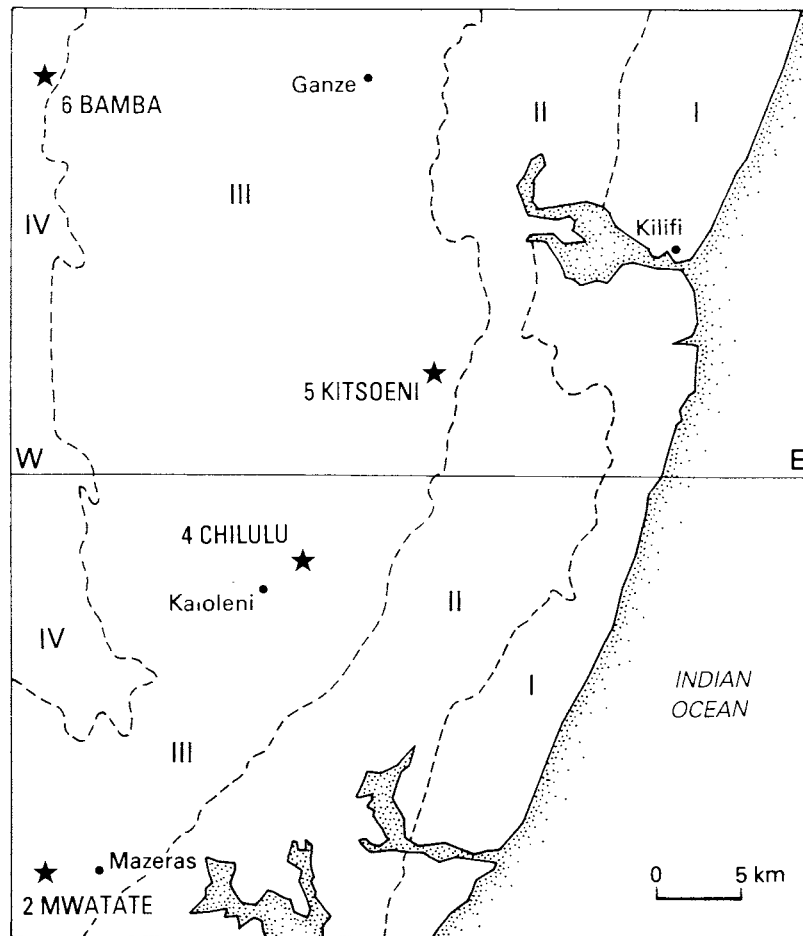 Ganze
6 BAMBA
II
I
III
IV
Kilifi
5 KITSOENI
W
E
4 CHILULU
Kaloleni
II
IV
I
INDIAN
OCEAN
III
Mazeras
0 5 km
2 MWATATE